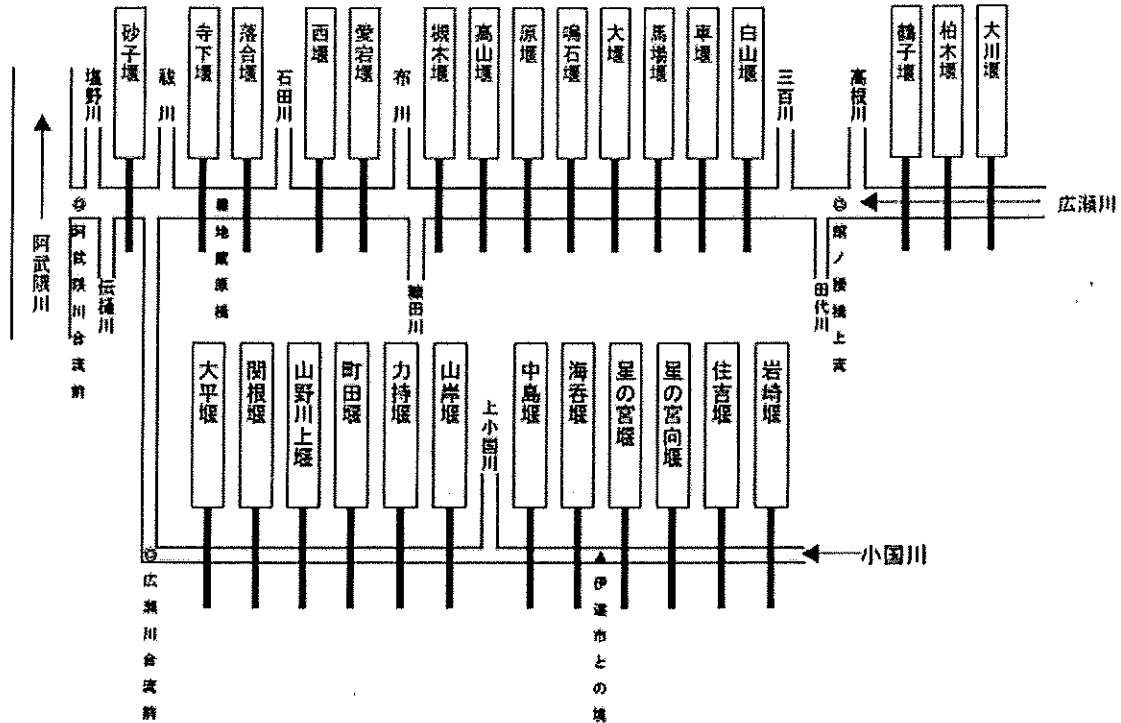 塩野川
砂子堰
祓川
寺下堰
落合堰
石田川
西堰
愛宕堰
布川
槻木堰
高山堰
原堰
鳴石堰
大堰
馬場堰
車堰
白山堰
三百川
高根川
鶴子堰
柏木堰
大川堰
広瀬川
阿武隈川
阿武隈川合流前
伝樋川
地蔵原橋
糠田川
田代川
館ノ腰橋上流
大平堰
関根堰
山野川上堰
町田堰
力持堰
山岸堰
上小国川
中島堰
海呑堰
星の宮堰
星の宮向堰
住吉堰
岩崎堰
小国川
広瀬川合流前
伊達市との境